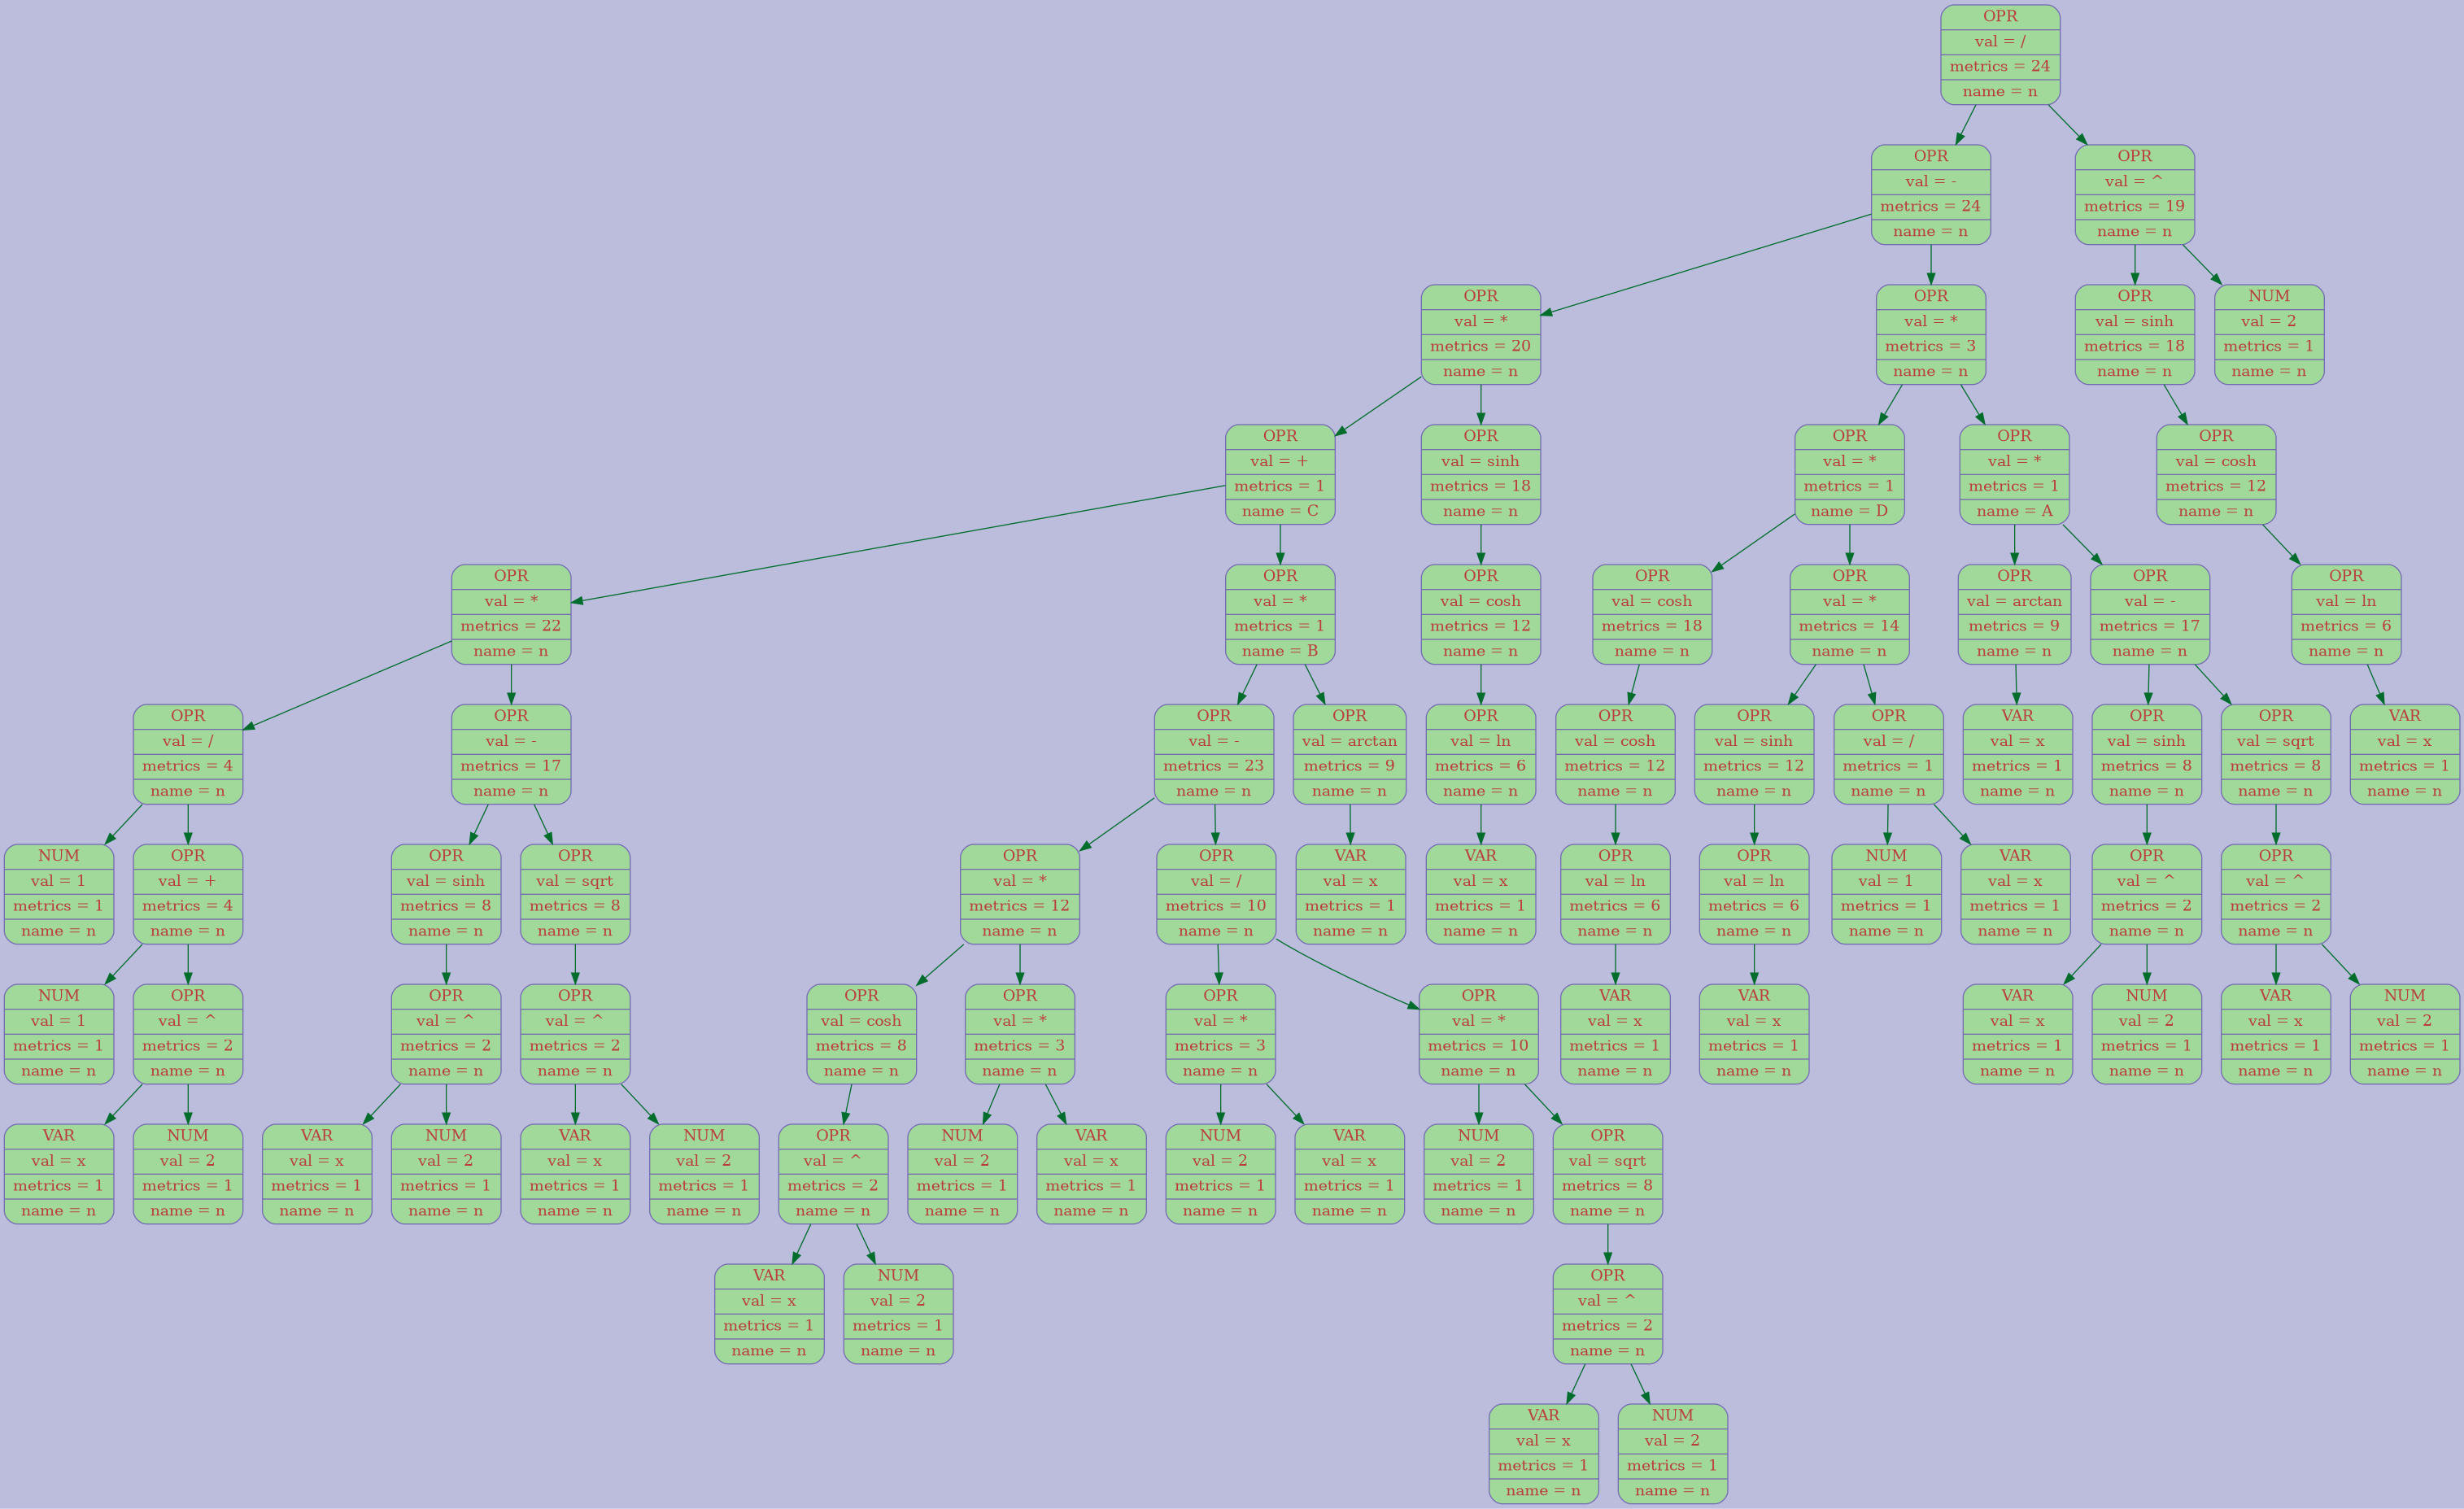 OPR
val = /
metrics = 24
name = n
OPR
val = -
metrics = 24
name = n
OPR
val = ^
metrics = 19
name = n
OPR
val = *
metrics = 20
name = n
OPR
val = *
metrics = 3
name = n
OPR
val = sinh
metrics = 18
name = n
NUM
val = 2
metrics = 1
name = n
OPR
val = +
metrics = 1
name = C
OPR
val = sinh
metrics = 18
name = n
OPR
val = *
metrics = 1
name = D
OPR
val = *
metrics = 1
name = A
OPR
val = cosh
metrics = 12
name = n
OPR
val = *
metrics = 22
name = n
OPR
val = *
metrics = 1
name = B
OPR
val = cosh
metrics = 12
name = n
OPR
val = cosh
metrics = 18
name = n
OPR
val = *
metrics = 14
name = n
OPR
val = arctan
metrics = 9
name = n
OPR
val = -
metrics = 17
name = n
OPR
val = ln
metrics = 6
name = n
OPR
val = /
metrics = 4
name = n
OPR
val = -
metrics = 17
name = n
OPR
val = -
metrics = 23
name = n
OPR
val = arctan
metrics = 9
name = n
OPR
val = ln
metrics = 6
name = n
OPR
val = cosh
metrics = 12
name = n
OPR
val = sinh
metrics = 12
name = n
OPR
val = /
metrics = 1
name = n
VAR
val = x
metrics = 1
name = n
OPR
val = sinh
metrics = 8
name = n
OPR
val = sqrt
metrics = 8
name = n
VAR
val = x
metrics = 1
name = n
NUM
val = 1
metrics = 1
name = n
OPR
val = +
metrics = 4
name = n
OPR
val = sinh
metrics = 8
name = n
OPR
val = sqrt
metrics = 8
name = n
OPR
val = *
metrics = 12
name = n
OPR
val = /
metrics = 10
name = n
VAR
val = x
metrics = 1
name = n
VAR
val = x
metrics = 1
name = n
OPR
val = ln
metrics = 6
name = n
OPR
val = ln
metrics = 6
name = n
NUM
val = 1
metrics = 1
name = n
VAR
val = x
metrics = 1
name = n
OPR
val = ^
metrics = 2
name = n
OPR
val = ^
metrics = 2
name = n
NUM
val = 1
metrics = 1
name = n
OPR
val = ^
metrics = 2
name = n
OPR
val = ^
metrics = 2
name = n
OPR
val = ^
metrics = 2
name = n
OPR
val = cosh
metrics = 8
name = n
OPR
val = *
metrics = 3
name = n
OPR
val = *
metrics = 3
name = n
OPR
val = *
metrics = 10
name = n
VAR
val = x
metrics = 1
name = n
VAR
val = x
metrics = 1
name = n
VAR
val = x
metrics = 1
name = n
NUM
val = 2
metrics = 1
name = n
VAR
val = x
metrics = 1
name = n
NUM
val = 2
metrics = 1
name = n
VAR
val = x
metrics = 1
name = n
NUM
val = 2
metrics = 1
name = n
VAR
val = x
metrics = 1
name = n
NUM
val = 2
metrics = 1
name = n
VAR
val = x
metrics = 1
name = n
NUM
val = 2
metrics = 1
name = n
OPR
val = ^
metrics = 2
name = n
NUM
val = 2
metrics = 1
name = n
VAR
val = x
metrics = 1
name = n
NUM
val = 2
metrics = 1
name = n
VAR
val = x
metrics = 1
name = n
NUM
val = 2
metrics = 1
name = n
OPR
val = sqrt
metrics = 8
name = n
VAR
val = x
metrics = 1
name = n
NUM
val = 2
metrics = 1
name = n
OPR
val = ^
metrics = 2
name = n
VAR
val = x
metrics = 1
name = n
NUM
val = 2
metrics = 1
name = n